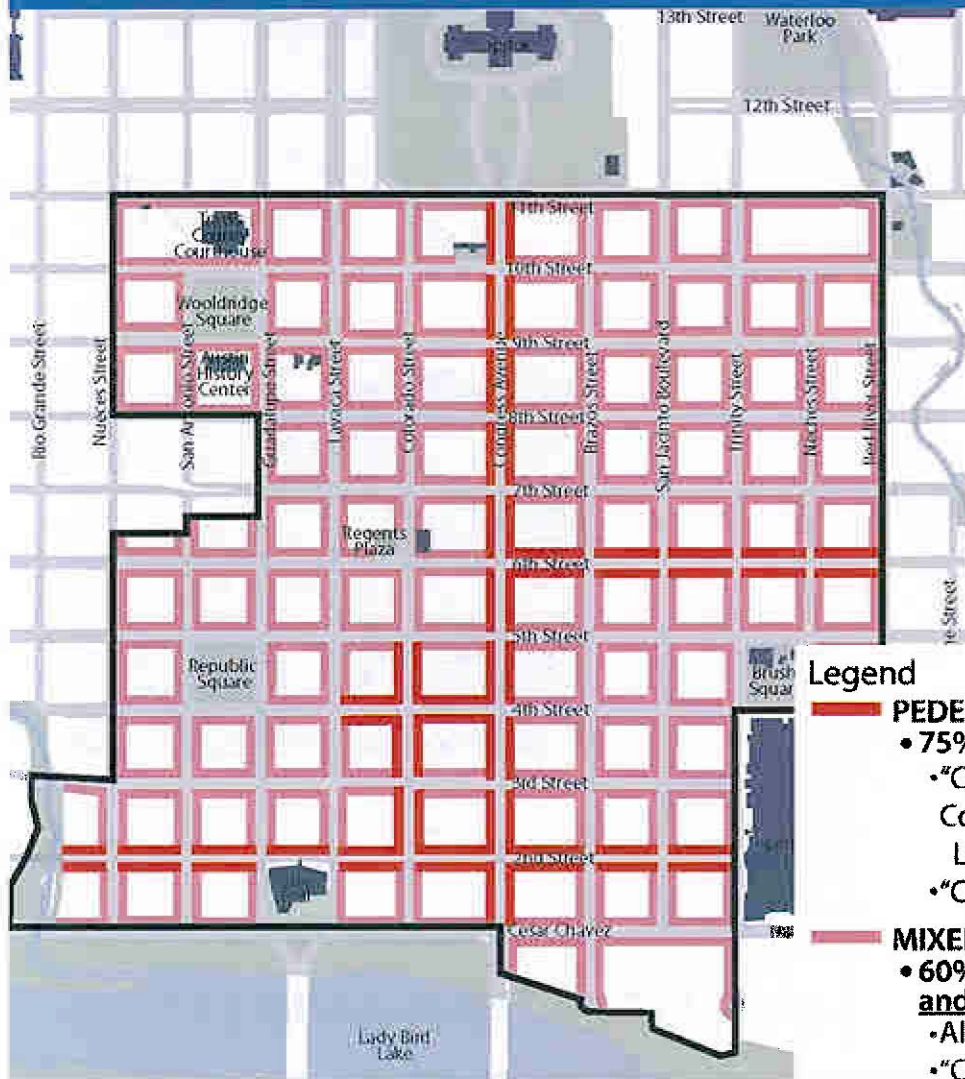 13th Street
Waterloo
Park
12th Street
11th Street
County
Courthouse
10th Street
Wooldridge
Square
9th Street
Austin
History
Center
8th Street
Rio Grande Street
Nueces Street
San Antonio Street
Guadalupe Street
Lavaca Street
Colorado Street
Congress Avenue
Brazos Street
San Jacinto Boulevard
Trinity Street
Neches Street
Red River Street
7th Street
Regents
Plaza
6th Street
5th Street
Republic
Square
Brush
Squar
4th Street
3rd Street
2nd Street
Cesar Chavez
Lady Bird
Lake
e Street
Legend
PEDE
• 75%
•"C
Co
L
•"C
MIXE
• 60%
and
•Al
•"C